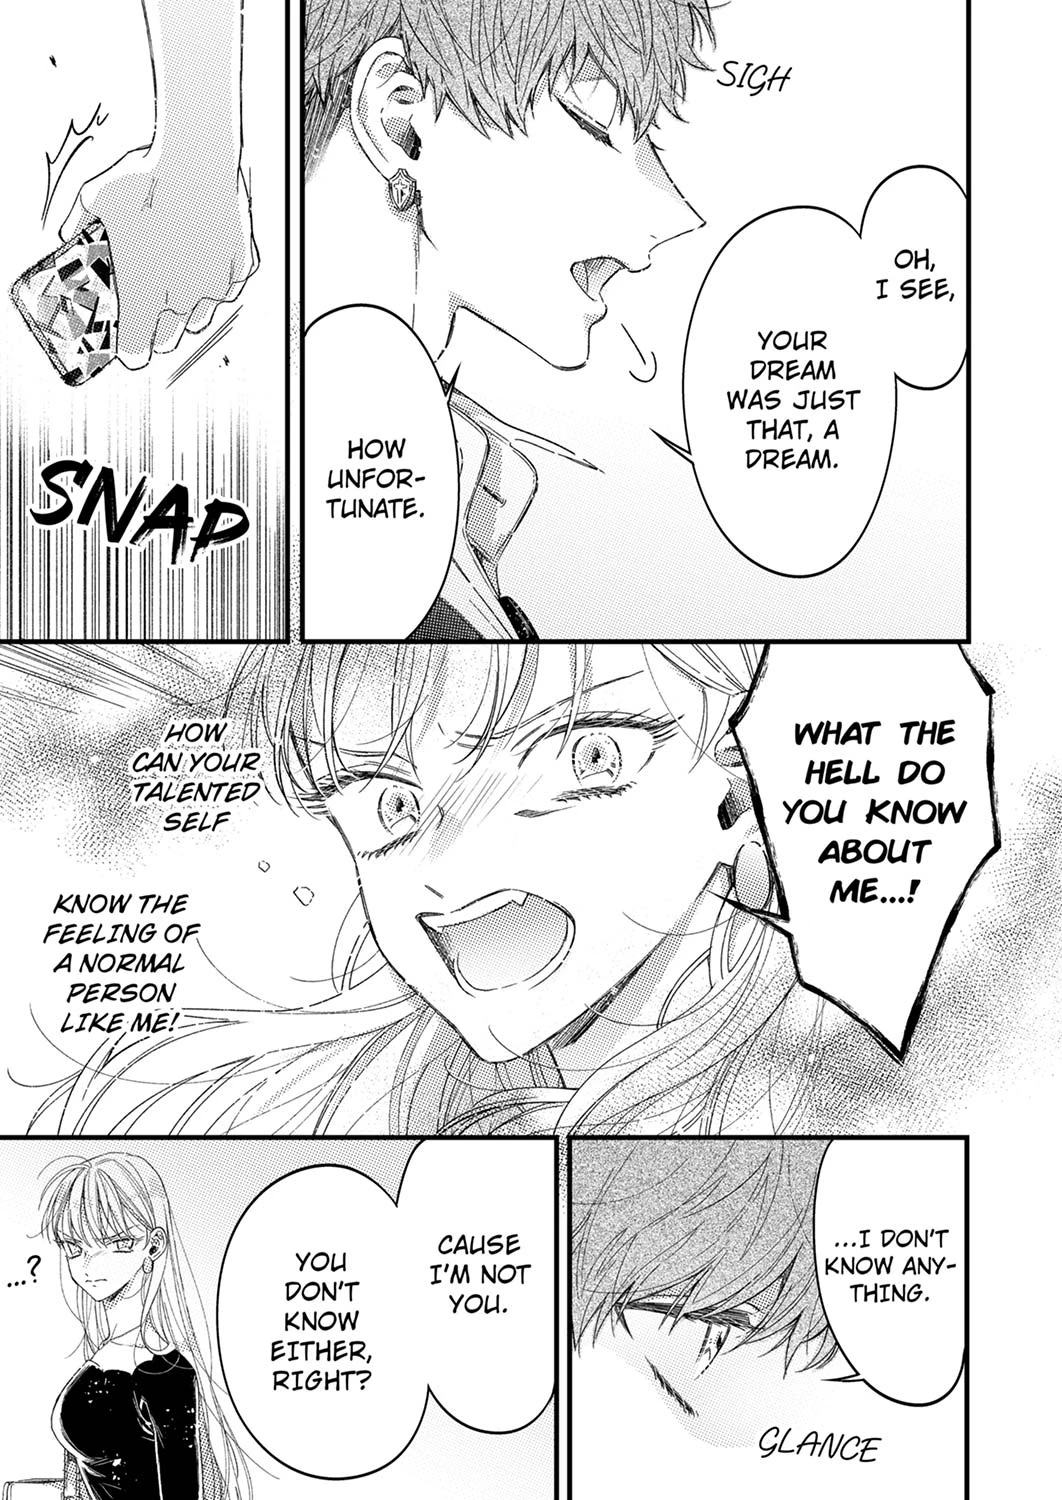 SIGH
OH,
I SEE,
YOUR
DREAM
WAS JUST
THAT, A
DREAM.
HOW
UNFOR-
TUNATE.
SNAP
WHAT THE
HELL DO
YOU KNOW
ABOUT
ME...!
HOW
CAN YOUR
TALENTED
SELF
KNOW THE
FEELING OF
A NORMAL
PERSON
LIKE ME!
...I DON'T
KNOW ANY-
THING.
GLANCE
CAUSE
I'M NOT
YOU.
YOU
DON'T
KNOW
EITHER,
RIGHT?
...?